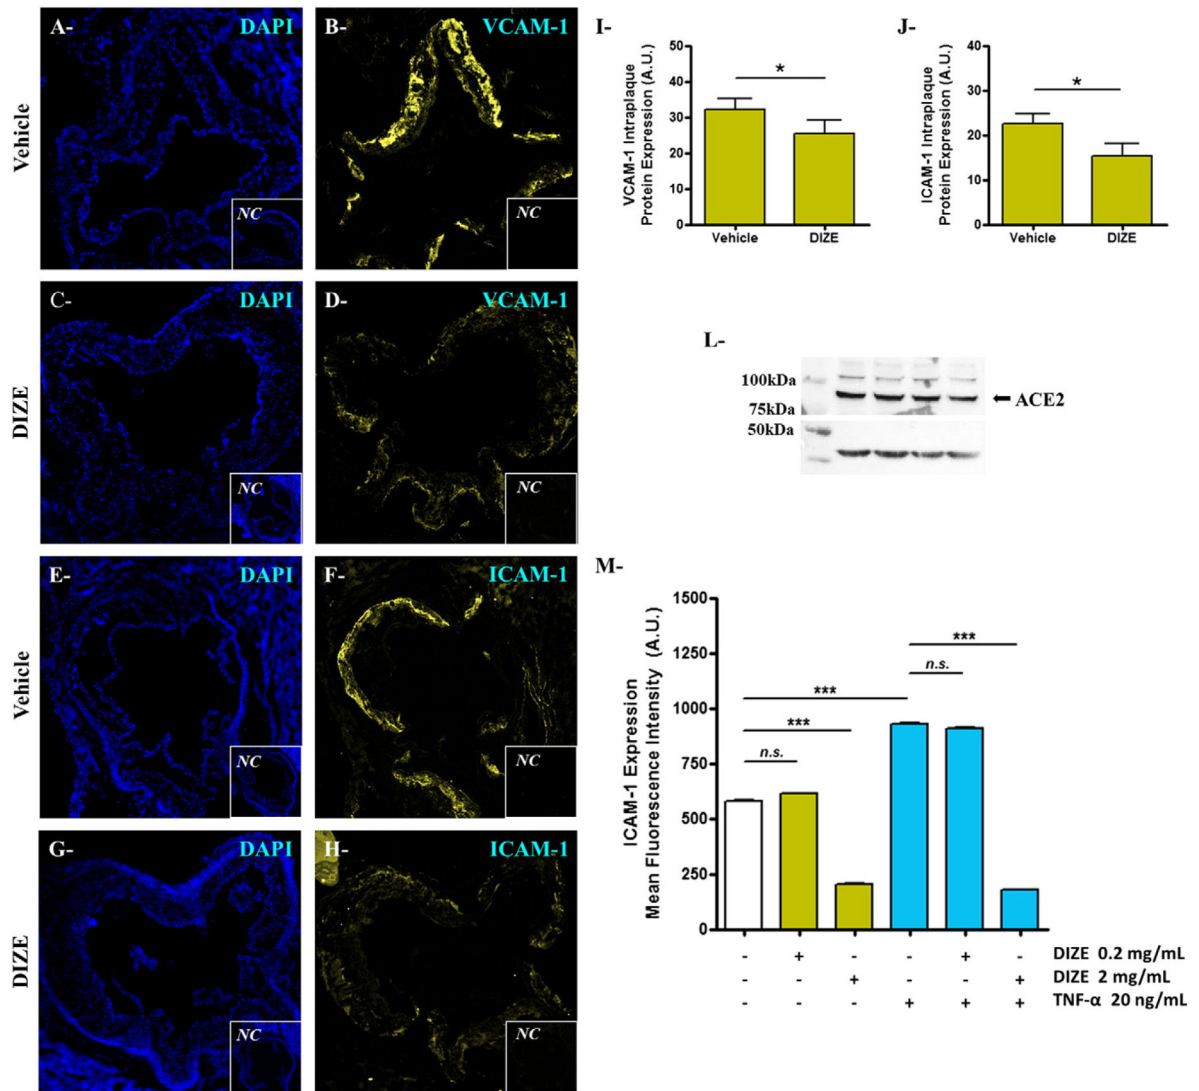 A-
DAPI
NC
B-
VCAM-1
NC
Vehicle
C-
DAPI
NC
D-
VCAM-1
NC
DIZE
E-
DAPI
NC
F-
ICAM-1
NC
Vehicle
G-
DAPI
NC
H-
ICAM-1
NC
DIZE
I-
VCAM-1 Intraplaque
Protein Expression (A.U.)
50
40
30
20
10
0
*
Vehicle
DIZE
J-
ICAM-1 Intraplaque
Protein Expression (A.U.)
40
30
20
10
0
*
Vehicle
DIZE
L-
100kDa
75kDa
50kDa
ACE2
M-
ICAM-1 Expression
Mean Fluorescence Intensity (A.U.)
1500
1250
1000
750
500
250
0
***
n.s.
***
***
n.s.
- + - - + - DIZE 0.2 mg/mL
- - + - - + DIZE 2 mg/mL
- - - + + + TNF-α 20 ng/mL